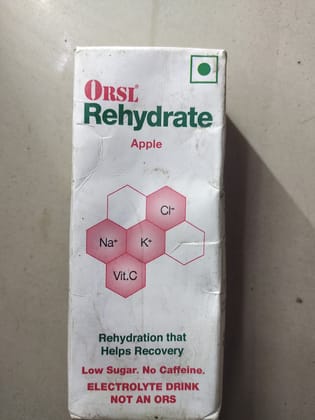 ORSL®
Rehydrate
Apple
Cl⁺
Na⁺ K⁺
Vit.C
Rehydration that
Helps Recovery
Low Sugar. No Caffeine.
ELECTROLYTE DRINK
NOT AN ORS